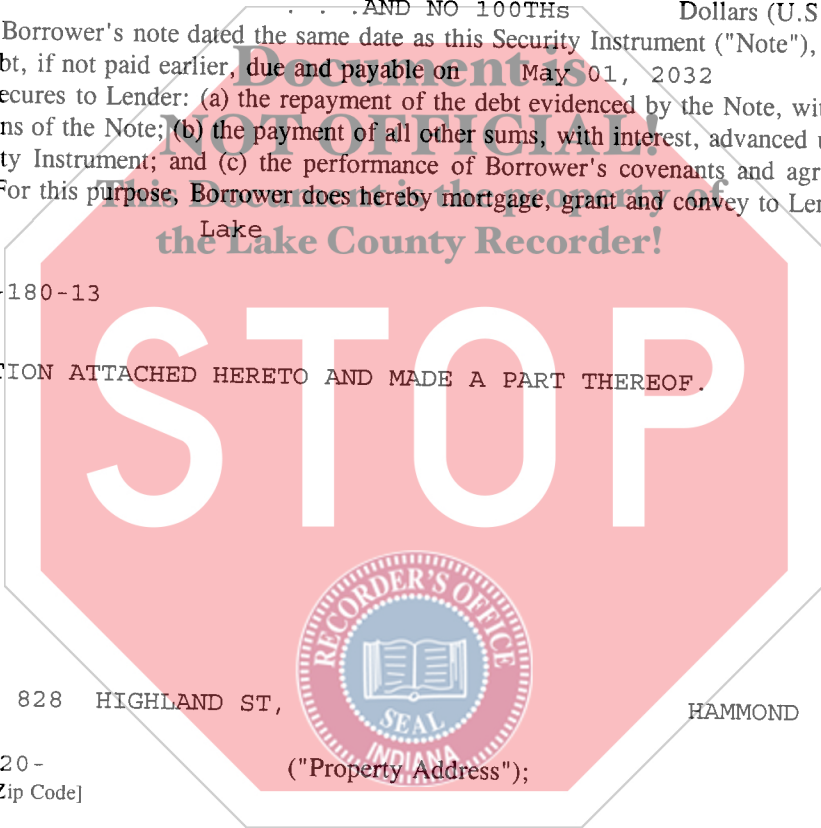 . . .AND NO 100THs Dollars (U.S
Borrower's note dated the same date as this Security Instrument ("Note"),
bt, if not paid earlier, due and payable on May 01, 2032
ecures to Lender: (a) the repayment of the debt evidenced by the Note, wit
ns of the Note; (b) the payment of all other sums, with interest, advanced u
ty Instrument; and (c) the performance of Borrower's covenants and agr
For this purpose, Borrower does hereby mortgage, grant and convey to Len
Lake
Document is
NOT OFFICIAL!
This Document is the property of
the Lake County Recorder!
-180-13
TION ATTACHED HERETO AND MADE A PART THEREOF.
STOP
RECORDER'S OFFICE
SEAL
INDIANA
828 HIGHLAND ST, HAMMOND
20- ("Property Address");
Zip Code]